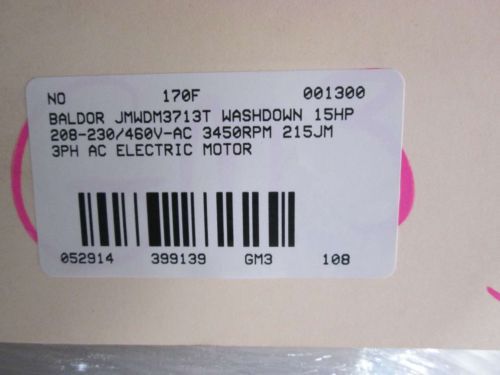 NO 170F 001300
BALDOR JMWDM3713T WASHDOWN 15HP
208-230/460V-AC 3450RPM 215JM
3PH AC ELECTRIC MOTOR
052914 399139 GM3 108